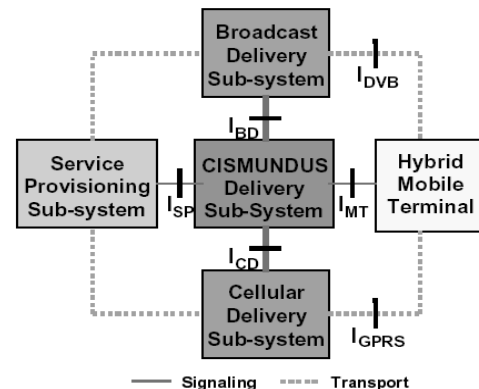 Broadcast
Delivery
Sub-system
I_DVB
I_BD
Service
Provisioning
Sub-system
I_SP
CISMUNDUS
Delivery
Sub-System
I_MT
Hybrid
Mobile
Terminal
I_CD
Cellular
Delivery
Sub-system
I_GPRS
Signaling
Transport